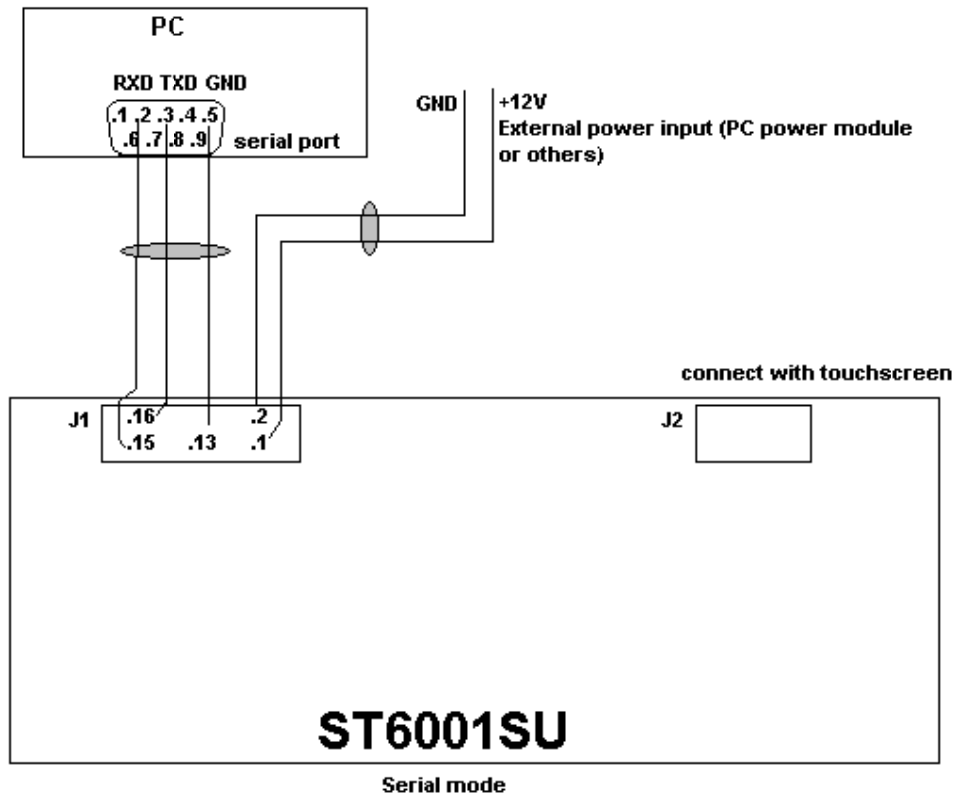 PC
RXD TXD GND
.1 .2 .3 .4 .5
.6 .7 .8 .9 serial port
GND +12V
External power input (PC power module
or others)
connect with touchscreen
J1 .16 .2 J2
.15 .13 .1
ST6001SU
Serial mode